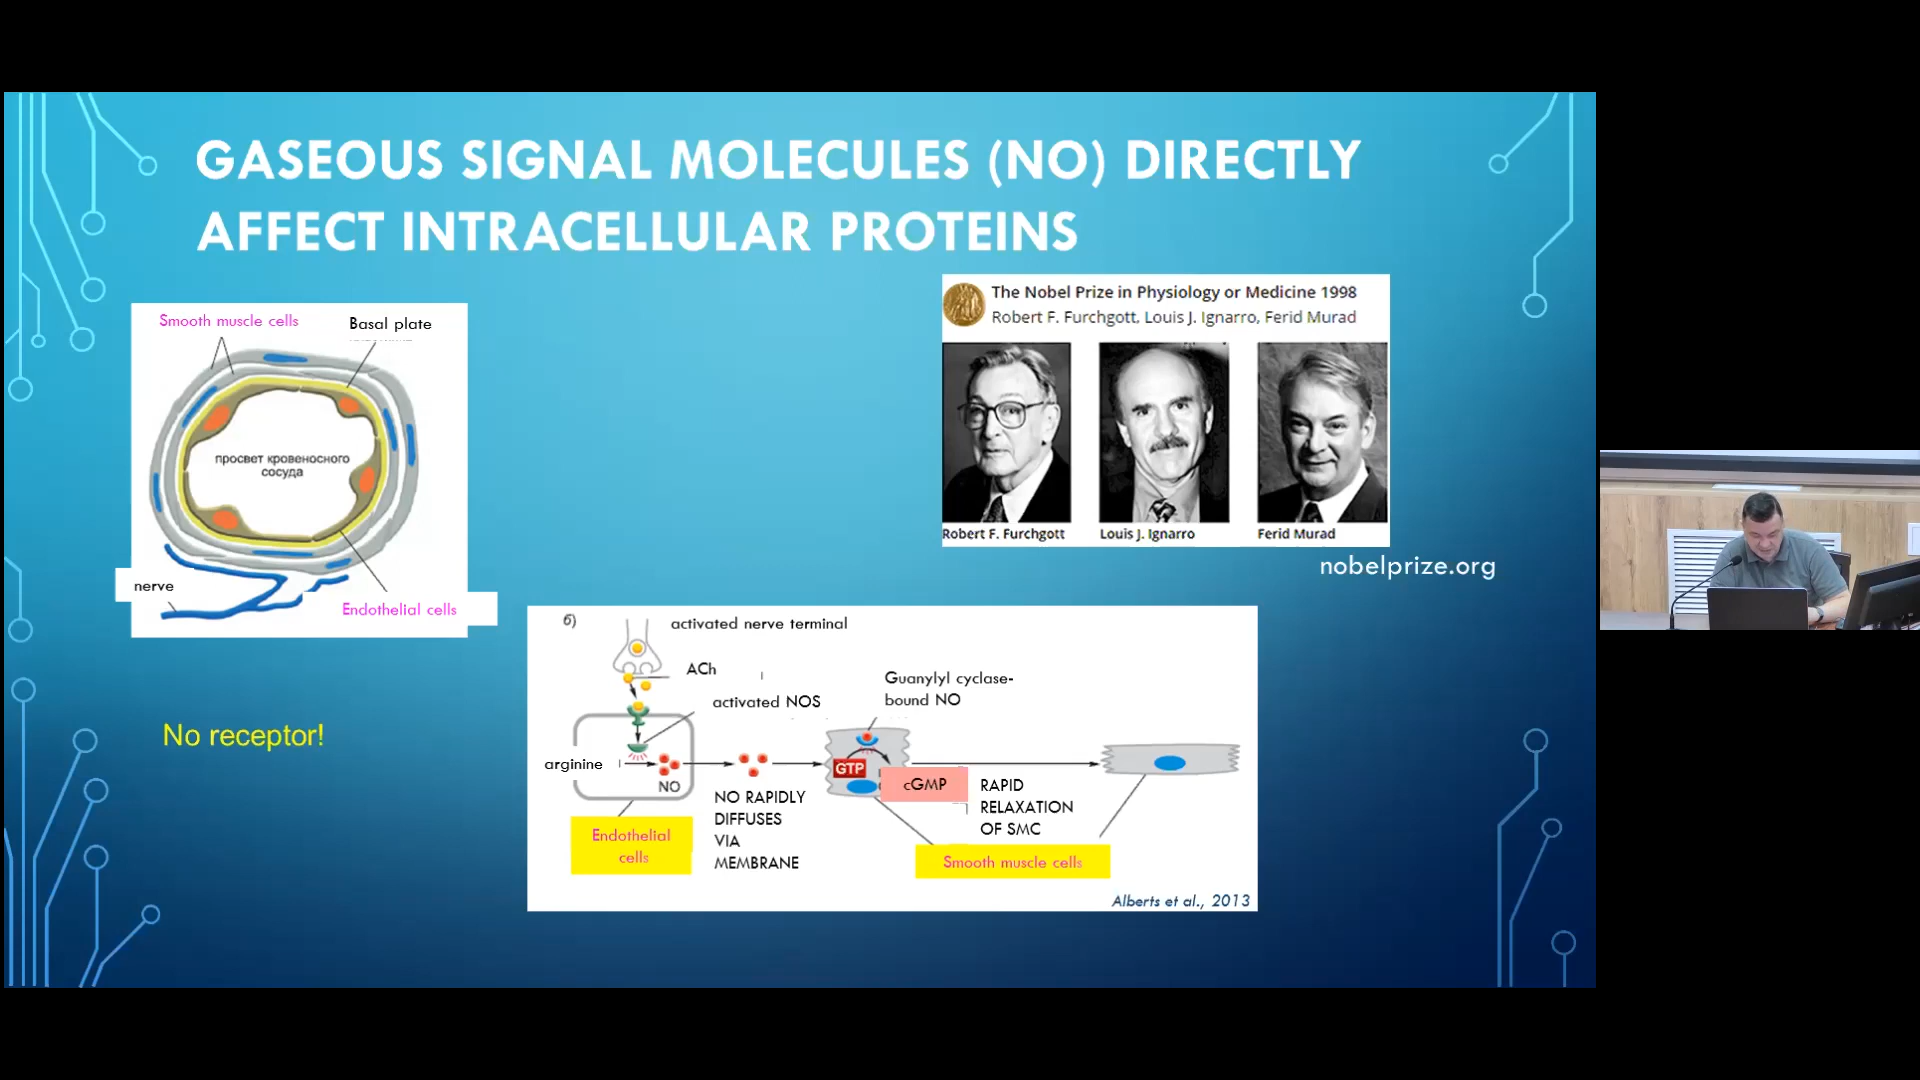 GASEOUS SIGNAL MOLECULES (NO) DIRECTLY
AFFECT INTRACELLULAR PROTEINS
Smooth muscle cells
Basal plate
просвет кровеносного
сосуда
nerve
Endothelial cells
The Nobel Prize in Physiology or Medicine 1998
Robert F. Furchgott, Louis J. Ignarro, Ferid Murad
Robert F. Furchgott
Louis J. Ignarro
Ferid Murad
nobelprize.org
No receptor!
б)
activated nerve terminal
ACh
activated NOS
Guanylyl cyclase-
bound NO
arginine
NO
GTP
cGMP
NO RAPIDLY
DIFFUSES
VIA
MEMBRANE
RAPID
RELAXATION
OF SMC
Endothelial
cells
Smooth muscle cells
Alberts et al., 2013